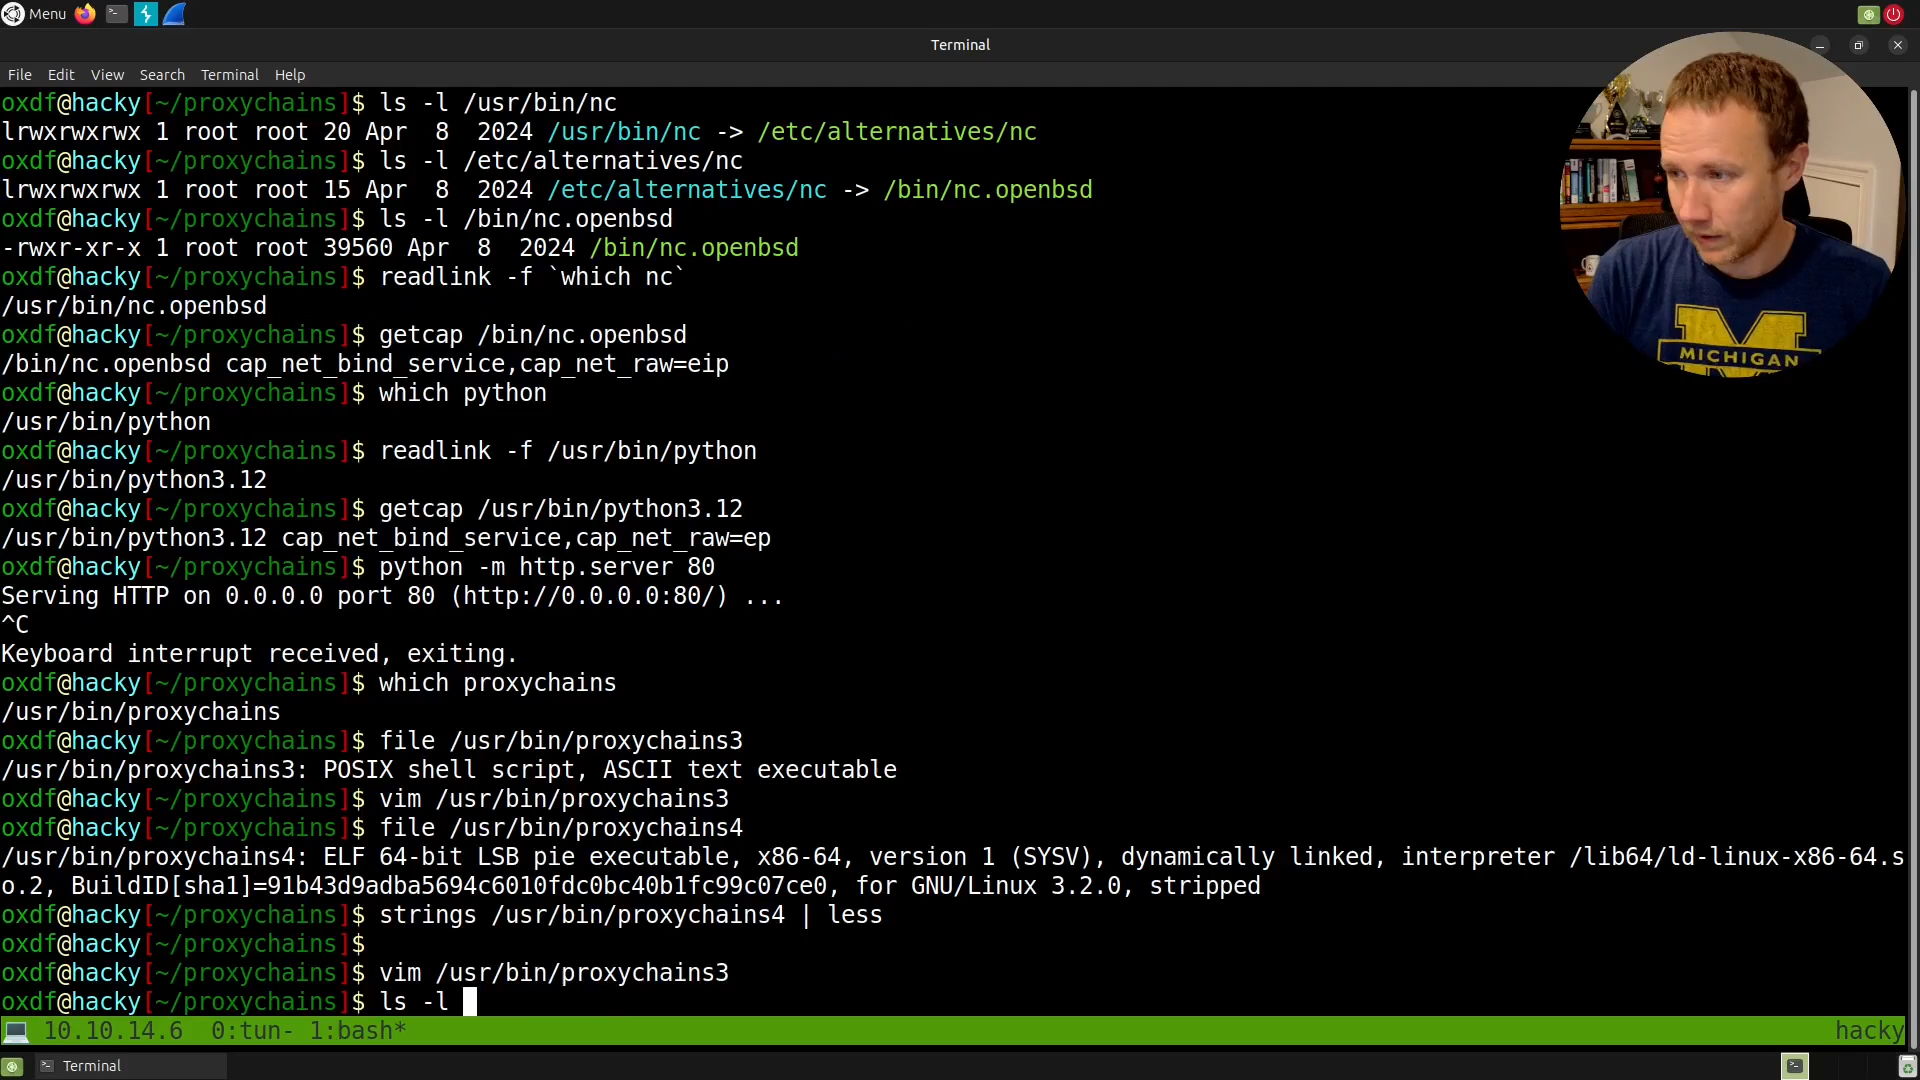 Menu
Terminal
File Edit View Search Terminal Help
oxdf@hacky[~/proxychains]$ ls -l /usr/bin/nc
lrwxrwxrwx 1 root root 20 Apr  8  2024 /usr/bin/nc -> /etc/alternatives/nc
oxdf@hacky[~/proxychains]$ ls -l /etc/alternatives/nc
lrwxrwxrwx 1 root root 15 Apr  8  2024 /etc/alternatives/nc -> /bin/nc.openbsd
oxdf@hacky[~/proxychains]$ ls -l /bin/nc.openbsd
-rwxr-xr-x 1 root root 39560 Apr  8  2024 /bin/nc.openbsd
oxdf@hacky[~/proxychains]$ readlink -f `which nc`
/usr/bin/nc.openbsd
oxdf@hacky[~/proxychains]$ getcap /bin/nc.openbsd
/bin/nc.openbsd cap_net_bind_service,cap_net_raw=eip
oxdf@hacky[~/proxychains]$ which python
/usr/bin/python
oxdf@hacky[~/proxychains]$ readlink -f /usr/bin/python
/usr/bin/python3.12
oxdf@hacky[~/proxychains]$ getcap /usr/bin/python3.12
/usr/bin/python3.12 cap_net_bind_service,cap_net_raw=ep
oxdf@hacky[~/proxychains]$ python -m http.server 80
Serving HTTP on 0.0.0.0 port 80 (http://0.0.0.0:80/) ...
^C
Keyboard interrupt received, exiting.
oxdf@hacky[~/proxychains]$ which proxychains
/usr/bin/proxychains
oxdf@hacky[~/proxychains]$ file /usr/bin/proxychains3
/usr/bin/proxychains3: POSIX shell script, ASCII text executable
oxdf@hacky[~/proxychains]$ vim /usr/bin/proxychains3
oxdf@hacky[~/proxychains]$ file /usr/bin/proxychains4
/usr/bin/proxychains4: ELF 64-bit LSB pie executable, x86-64, version 1 (SYSV), dynamically linked, interpreter /lib64/ld-linux-x86-64.s
o.2, BuildID[sha1]=91b43d9adba5694c6010fdc0bc40b1fc99c07ce0, for GNU/Linux 3.2.0, stripped
oxdf@hacky[~/proxychains]$ strings /usr/bin/proxychains4 | less
oxdf@hacky[~/proxychains]$
oxdf@hacky[~/proxychains]$ vim /usr/bin/proxychains3
oxdf@hacky[~/proxychains]$ ls -l
10.10.14.6  0:tun- 1:bash* hacky
Terminal
M
MICHIGAN